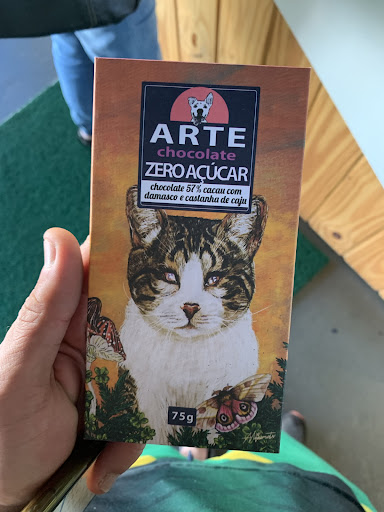 ARTE
chocolate
ZERO AÇÚCAR
chocolate 57% cacau com
damasco e castanha de caju
75g